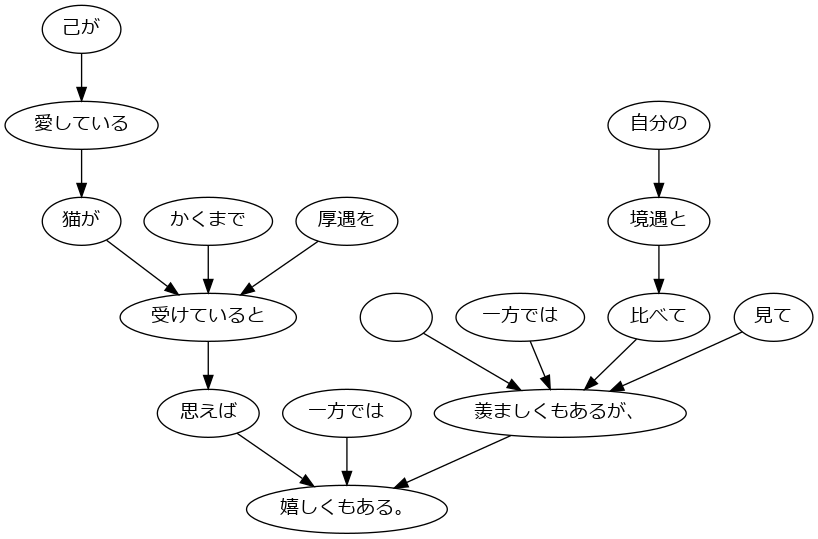 己が
愛している
自分の
猫が
かくまで
厚遇を
境遇と
受けていると
一方では
比べて
見て
思えば
一方では
羨ましくもあるが、
嬉しくもある。